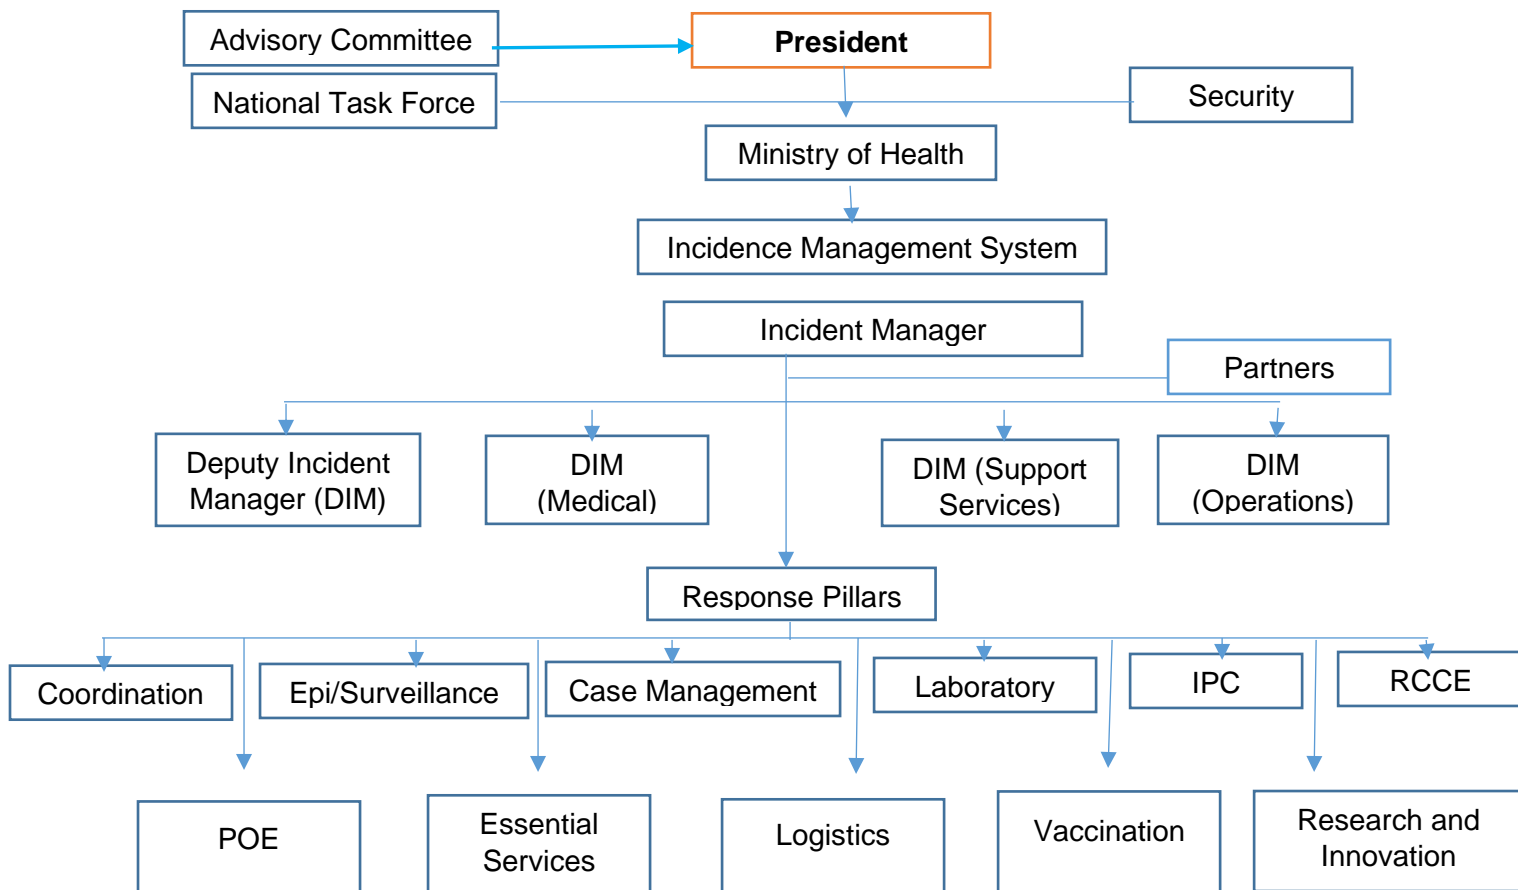 Advisory Committee
President
National Task Force
Security
Ministry of Health
Incidence Management System
Incident Manager
Partners
Deputy Incident
Manager (DIM)
DIM
(Medical)
DIM (Support
Services)
DIM
(Operations)
Response Pillars
Coordination
Epi/Surveillance
Case Management
Laboratory
IPC
RCCE
POE
Essential
Services
Logistics
Vaccination
Research and
Innovation